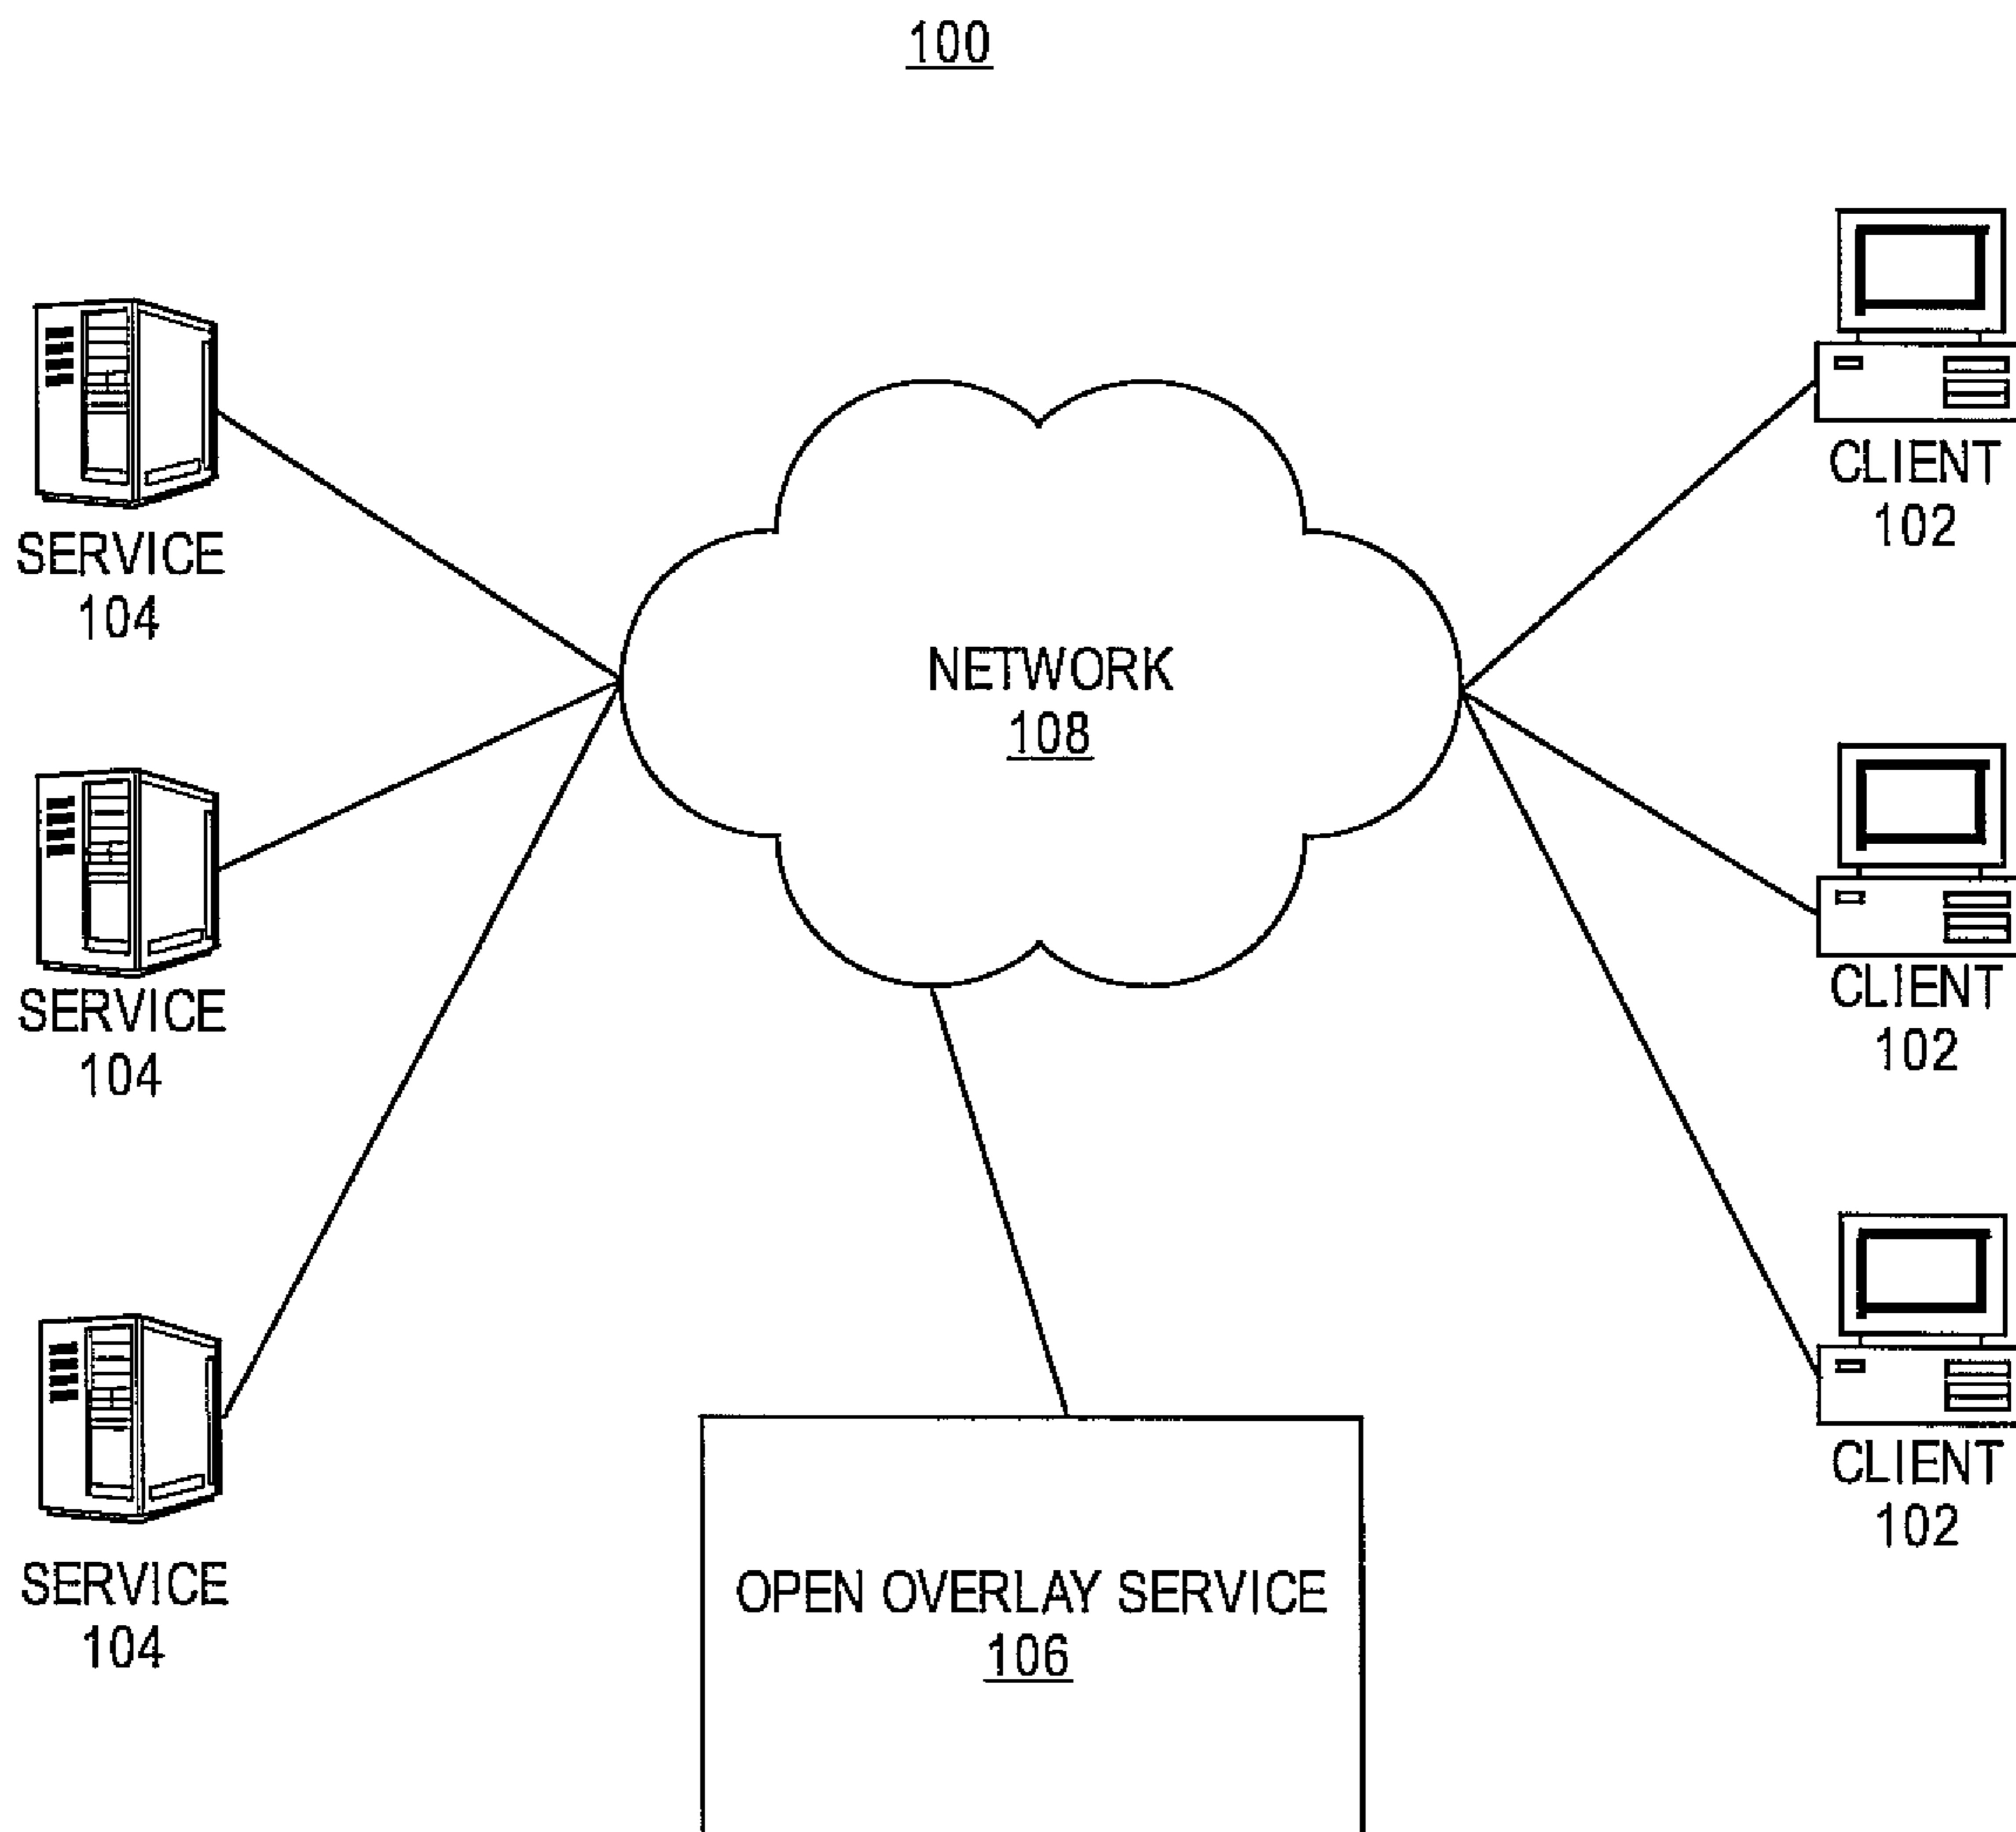 100
SERVICE
104
SERVICE
104
SERVICE
104
NETWORK
108
OPEN OVERLAY SERVICE
106
CLIENT
102
CLIENT
102
CLIENT
102